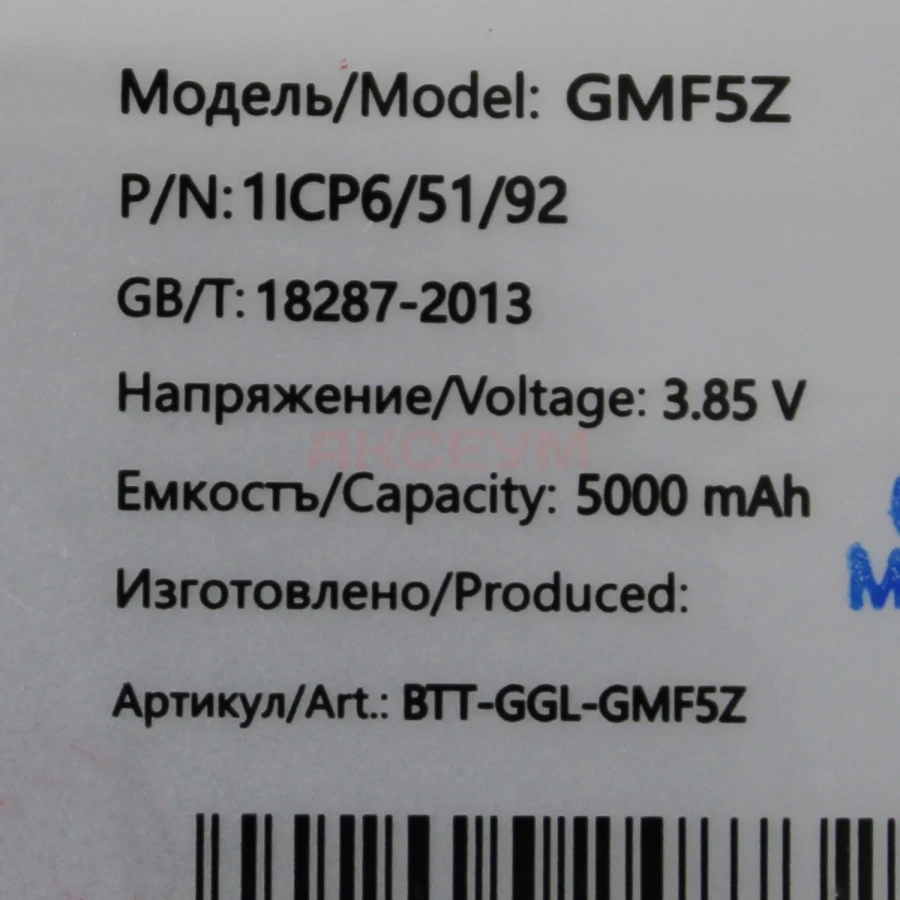 Модель/Model: GMF5Z
P/N: 1ICP6/51/92
GB/T: 18287-2013
Напряжение/Voltage: 3.85 V
АКСЕУМ
Емкостъ/Capacity: 5000 mAh
Изготовлено/Produced:
Артикул/Art.: BTT-GGL-GMF5Z